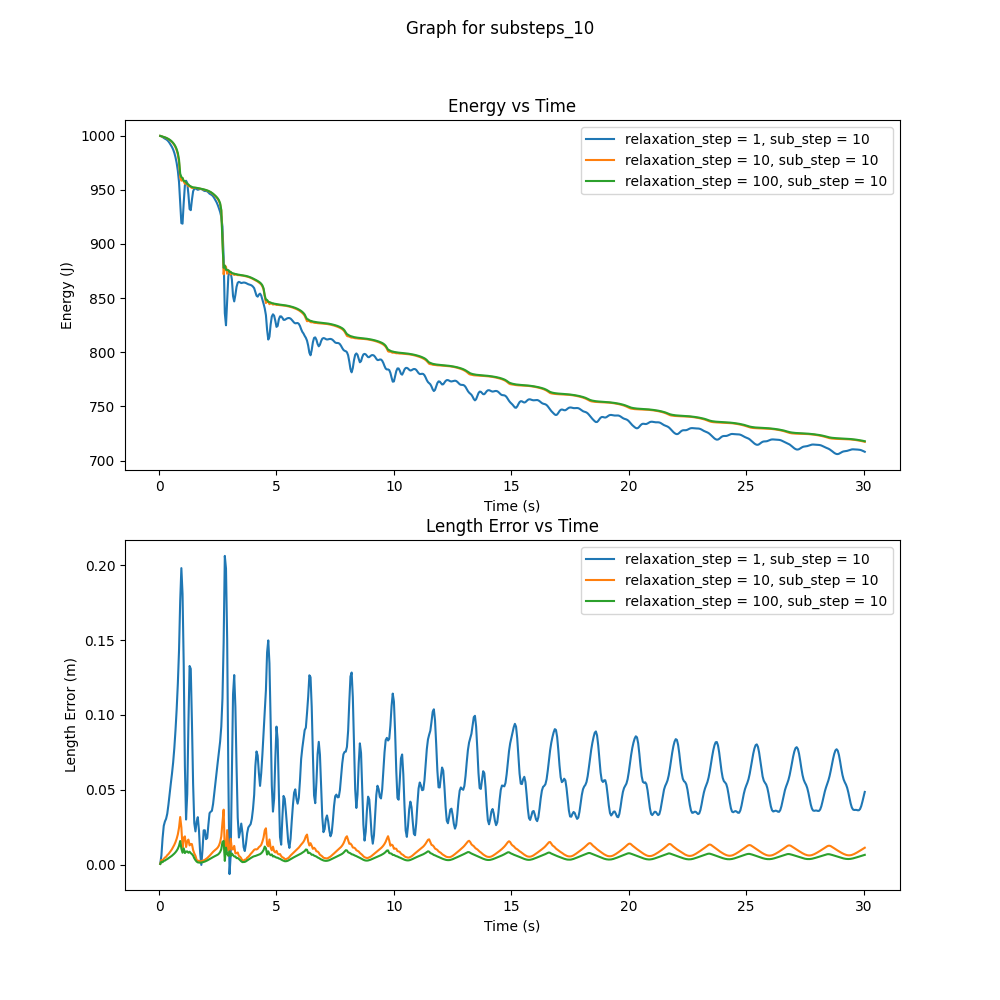 Graph for substeps_10
Energy vs Time
1000
950
900
850
800
750
700
Energy (J)
relaxation_step = 1, sub_step = 10
relaxation_step = 10, sub_step = 10
relaxation_step = 100, sub_step = 10
0 5 10 15 20 25 30
Time (s)
Length Error vs Time
0.20
0.15
0.10
0.05
0.00
Length Error (m)
relaxation_step = 1, sub_step = 10
relaxation_step = 10, sub_step = 10
relaxation_step = 100, sub_step = 10
0 5 10 15 20 25 30
Time (s)